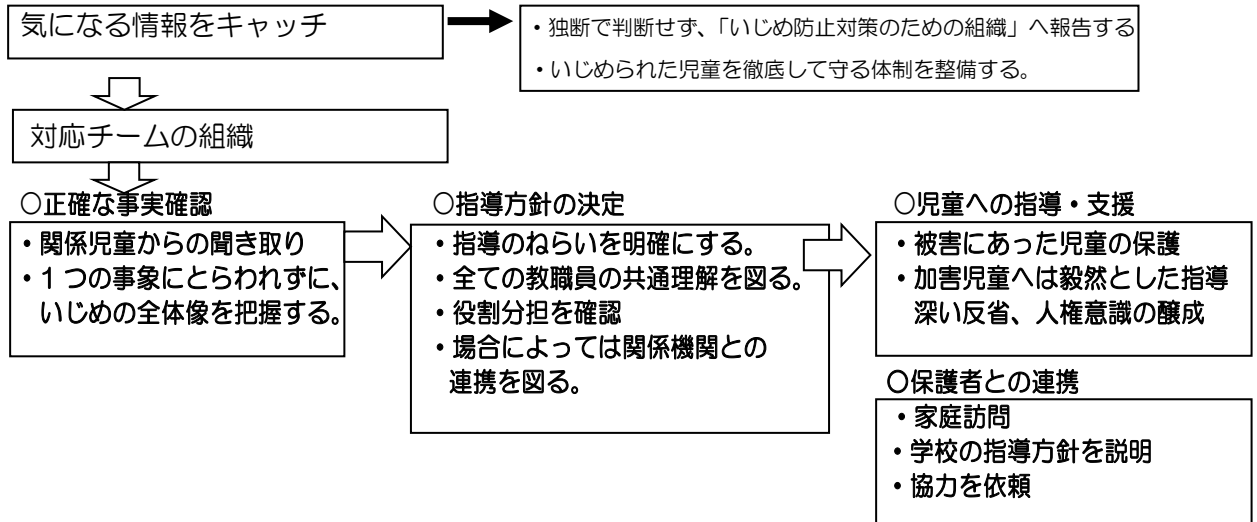 気になる情報をキャッチ
・独断で判断せず、「いじめ防止対策のための組織」へ報告する
・いじめられた児童を徹底して守る体制を整備する。
対応チームの組織
○正確な事実確認
・関係児童からの聞き取り
・1つの事象にとらわれずに、
いじめの全体像を把握する。
○指導方針の決定
・指導のねらいを明確にする。
・全ての教職員の共通理解を図る。
・役割分担を確認
・場合によっては関係機関との
連携を図る。
○児童への指導・支援
・被害にあった児童の保護
・加害児童へは毅然とした指導
深い反省、人権意識の醸成
○保護者との連携
・家庭訪問
・学校の指導方針を説明
・協力を依頼